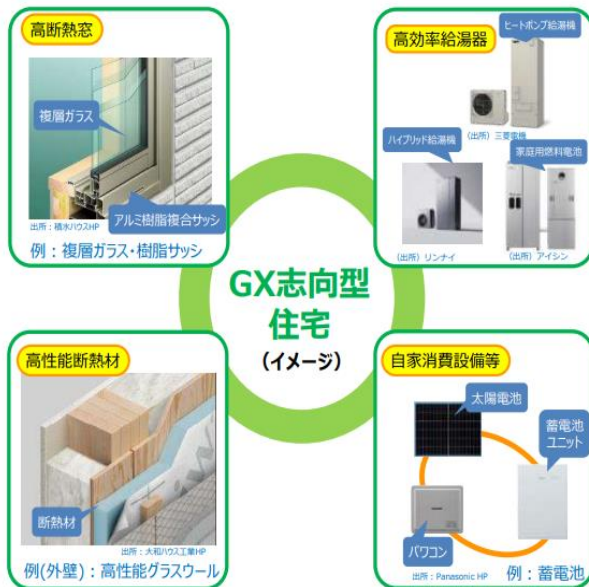 高断熱窓
複層ガラス
アルミ樹脂複合サッシ
出所：積水ハウスHP
例：複層ガラス・樹脂サッシ
高効率給湯器
ヒートポンプ給湯機
（出所）三菱電機
ハイブリッド給湯機
家庭用燃料電池
（出所）リンナイ
（出所）アイシン
GX志向型
住宅
（イメージ）
高性能断熱材
断熱材
出所：大和ハウス工業HP
例(外壁)：高性能グラスウール
自家消費設備等
太陽電池
蓄電池
ユニット
パワコン
出所：Panasonic HP
例：蓄電池